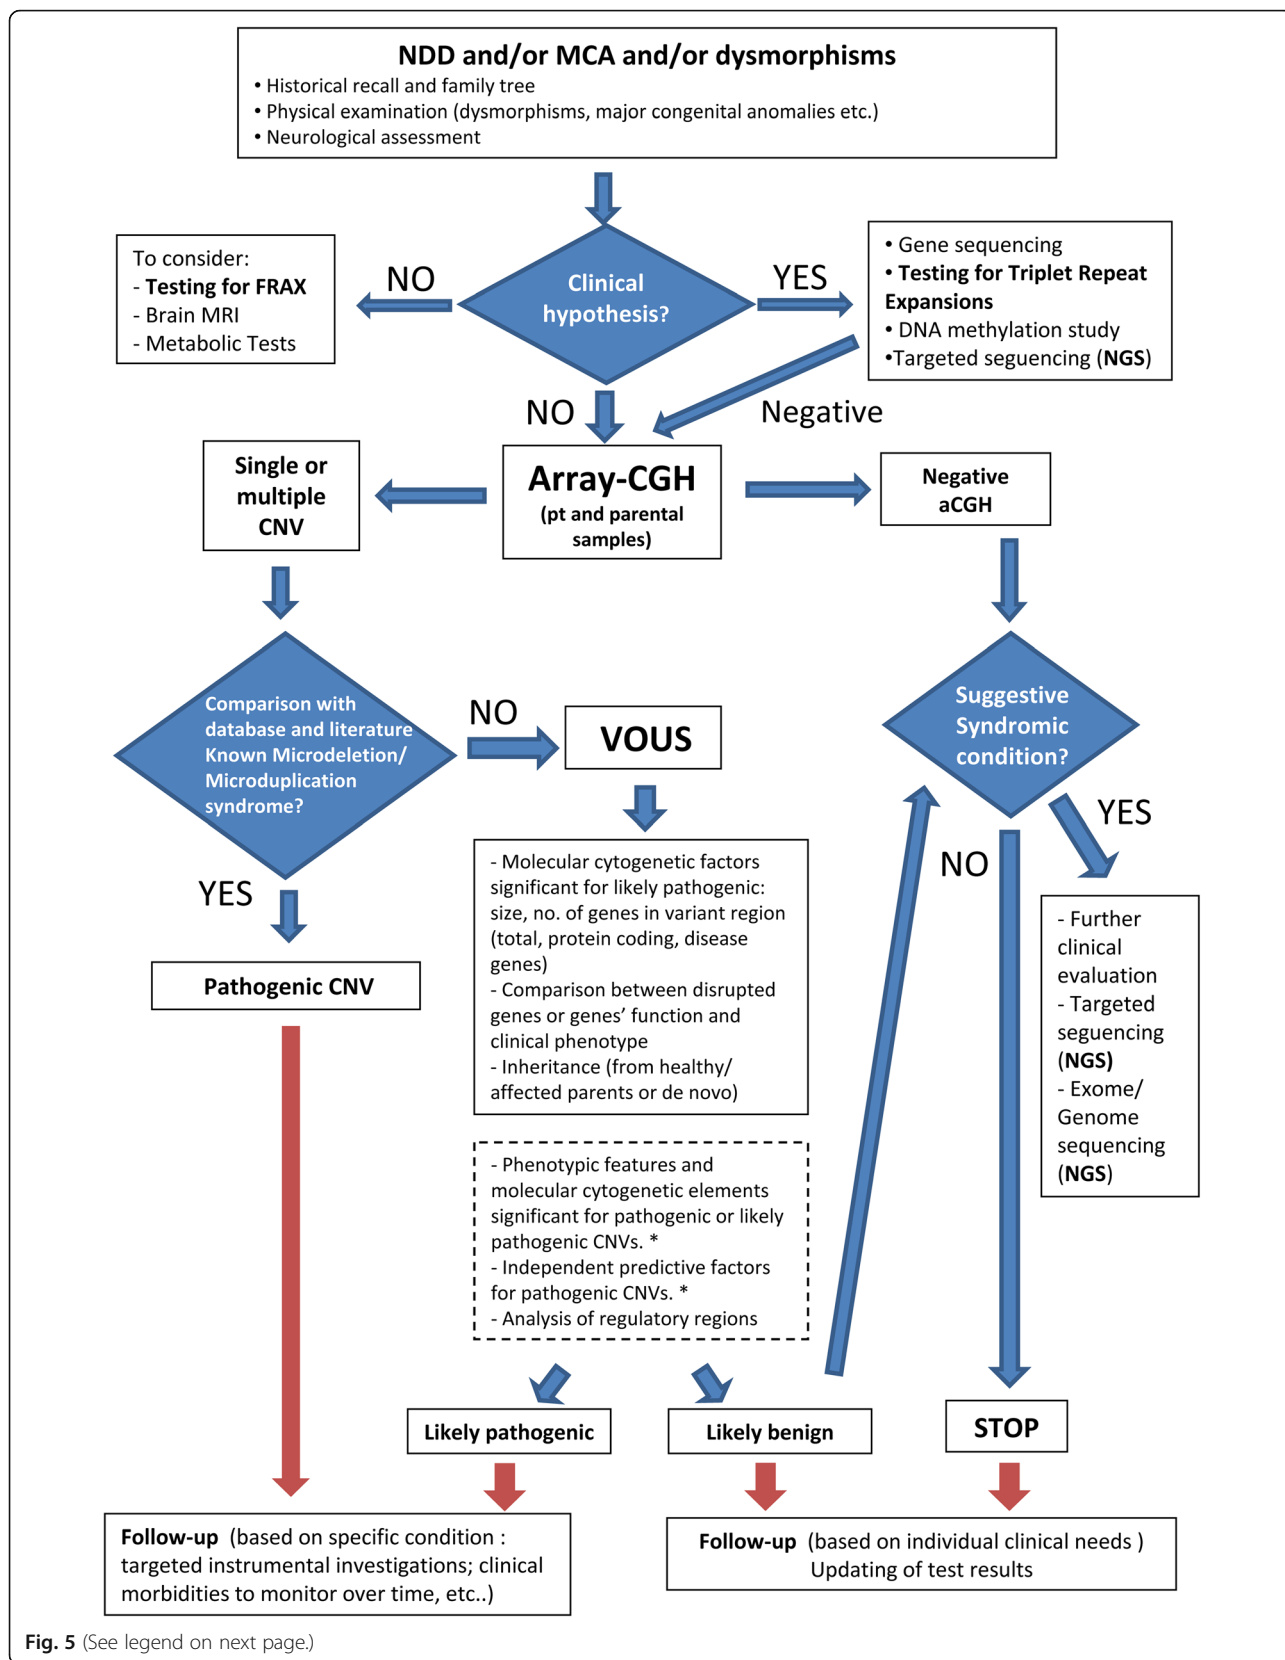 NDD and/or MCA and/or dysmorphisms
• Historical recall and family tree
• Physical examination (dysmorphisms, major congenital anomalies etc.)
• Neurological assessment
To consider:
- Testing for FRAX
- Brain MRI
- Metabolic Tests
NO
Clinical
hypothesis?
YES
• Gene sequencing
• Testing for Triplet Repeat
Expansions
• DNA methylation study
•Targeted seguencing (NGS)
NO
Negative
Single or
multiple
CNV
Array-CGH
(pt and parental
samples)
Negative
aCGH
Comparison with
database and literature
Known Microdeletion/
Microduplication
syndrome?
NO
VOUS
Suggestive
Syndromic
condition?
YES
NO
YES
Pathogenic CNV
- Molecular cytogenetic factors
significant for likely pathogenic:
size, no. of genes in variant region
(total, protein coding, disease
genes)
- Comparison between disrupted
genes or genes’ function and
clinical phenotype
- Inheritance (from healthy/
affected parents or de novo)
- Further
clinical
evaluation
- Targeted
seguencing
(NGS)
- Exome/
Genome
sequencing
(NGS)
- Phenotypic features and
molecular cytogenetic elements
significant for pathogenic or likely
pathogenic CNVs. *
- Independent predictive factors
for pathogenic CNVs. *
- Analysis of regulatory regions
Likely pathogenic
Likely benign
STOP
Follow-up (based on specific condition :
targeted instrumental investigations; clinical
morbidities to monitor over time, etc..)
Follow-up (based on individual clinical needs )
Updating of test results
Fig. 5 (See legend on next page.)